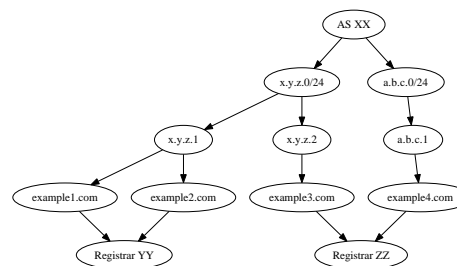 AS XX
x.y.z.0/24
a.b.c.0/24
x.y.z.1
x.y.z.2
a.b.c.1
example1.com
example2.com
example3.com
example4.com
Registrar YY
Registrar ZZ